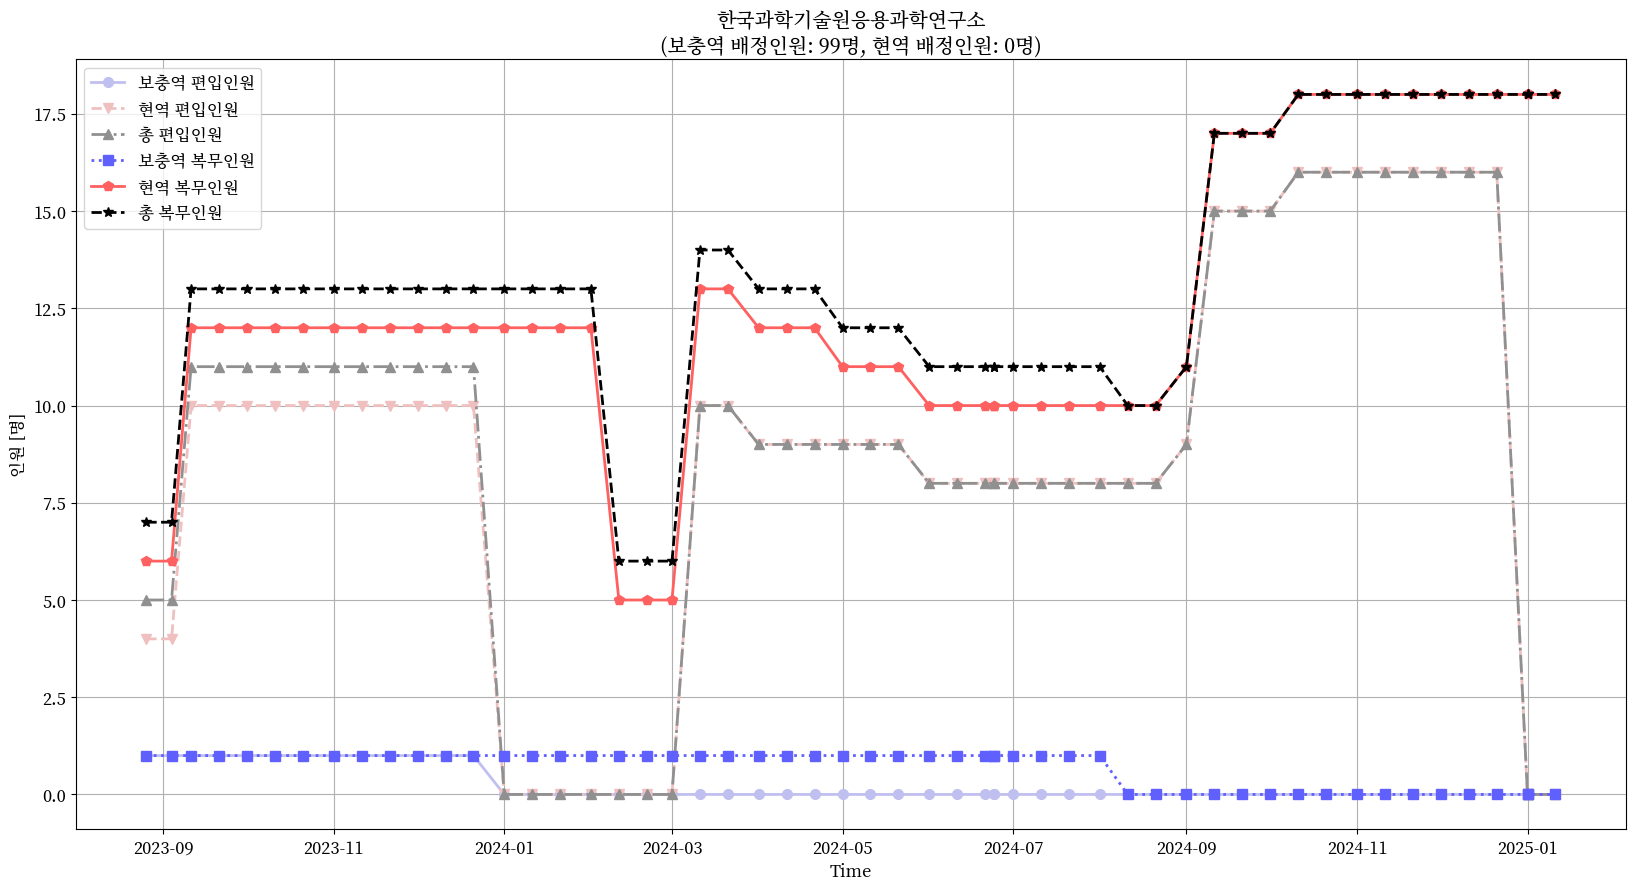 한국과학기술원응용과학연구소
(보충역 배정인원: 99명, 현역 배정인원: 0명)
보충역 편입인원
현역 편입인원
총 편입인원
보충역 복무인원
현역 복무인원
총 복무인원
17.5
15.0
12.5
10.0
7.5
5.0
2.5
0.0
인원 [명]
2023-09
2023-11
2024-01
2024-03
2024-05
2024-07
2024-09
2024-11
2025-01
Time